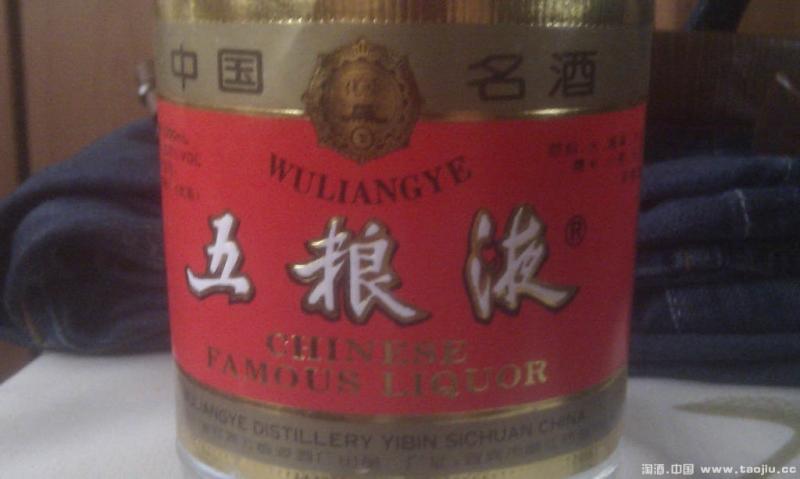 中国 名酒
WULIANGYE
五粮液®
CHINESE
FAMOUS LIQUOR
WULIANGYE DISTILLERY YIBIN SICHUAN CHINA
淘酒.中国 www.taojiu.cc